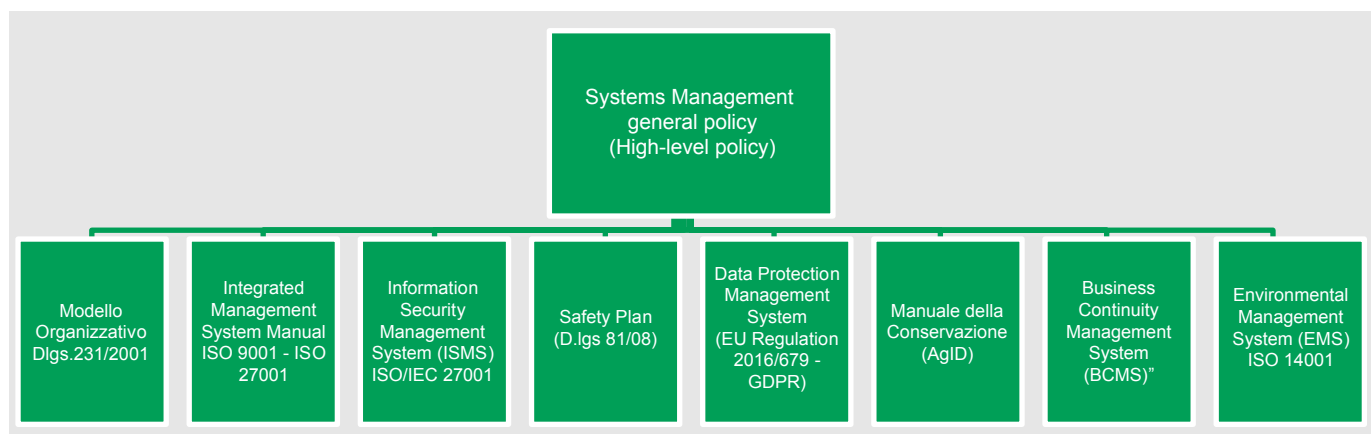 Systems Management
general policy
(High-level policy)
Modello
Organizzativo
Dlgs.231/2001
Integrated
Management
System Manual
ISO 9001 - ISO
27001
Information
Security
Management
System (ISMS)
ISO/IEC 27001
Safety Plan
(D.lgs 81/08)
Data Protection
Management
System
(EU Regulation
2016/679 -
GDPR)
Manuale della
Conservazione
(AgID)
Business
Continuity
Management
System
(BCMS)”
Environmental
Management
System (EMS)
ISO 14001